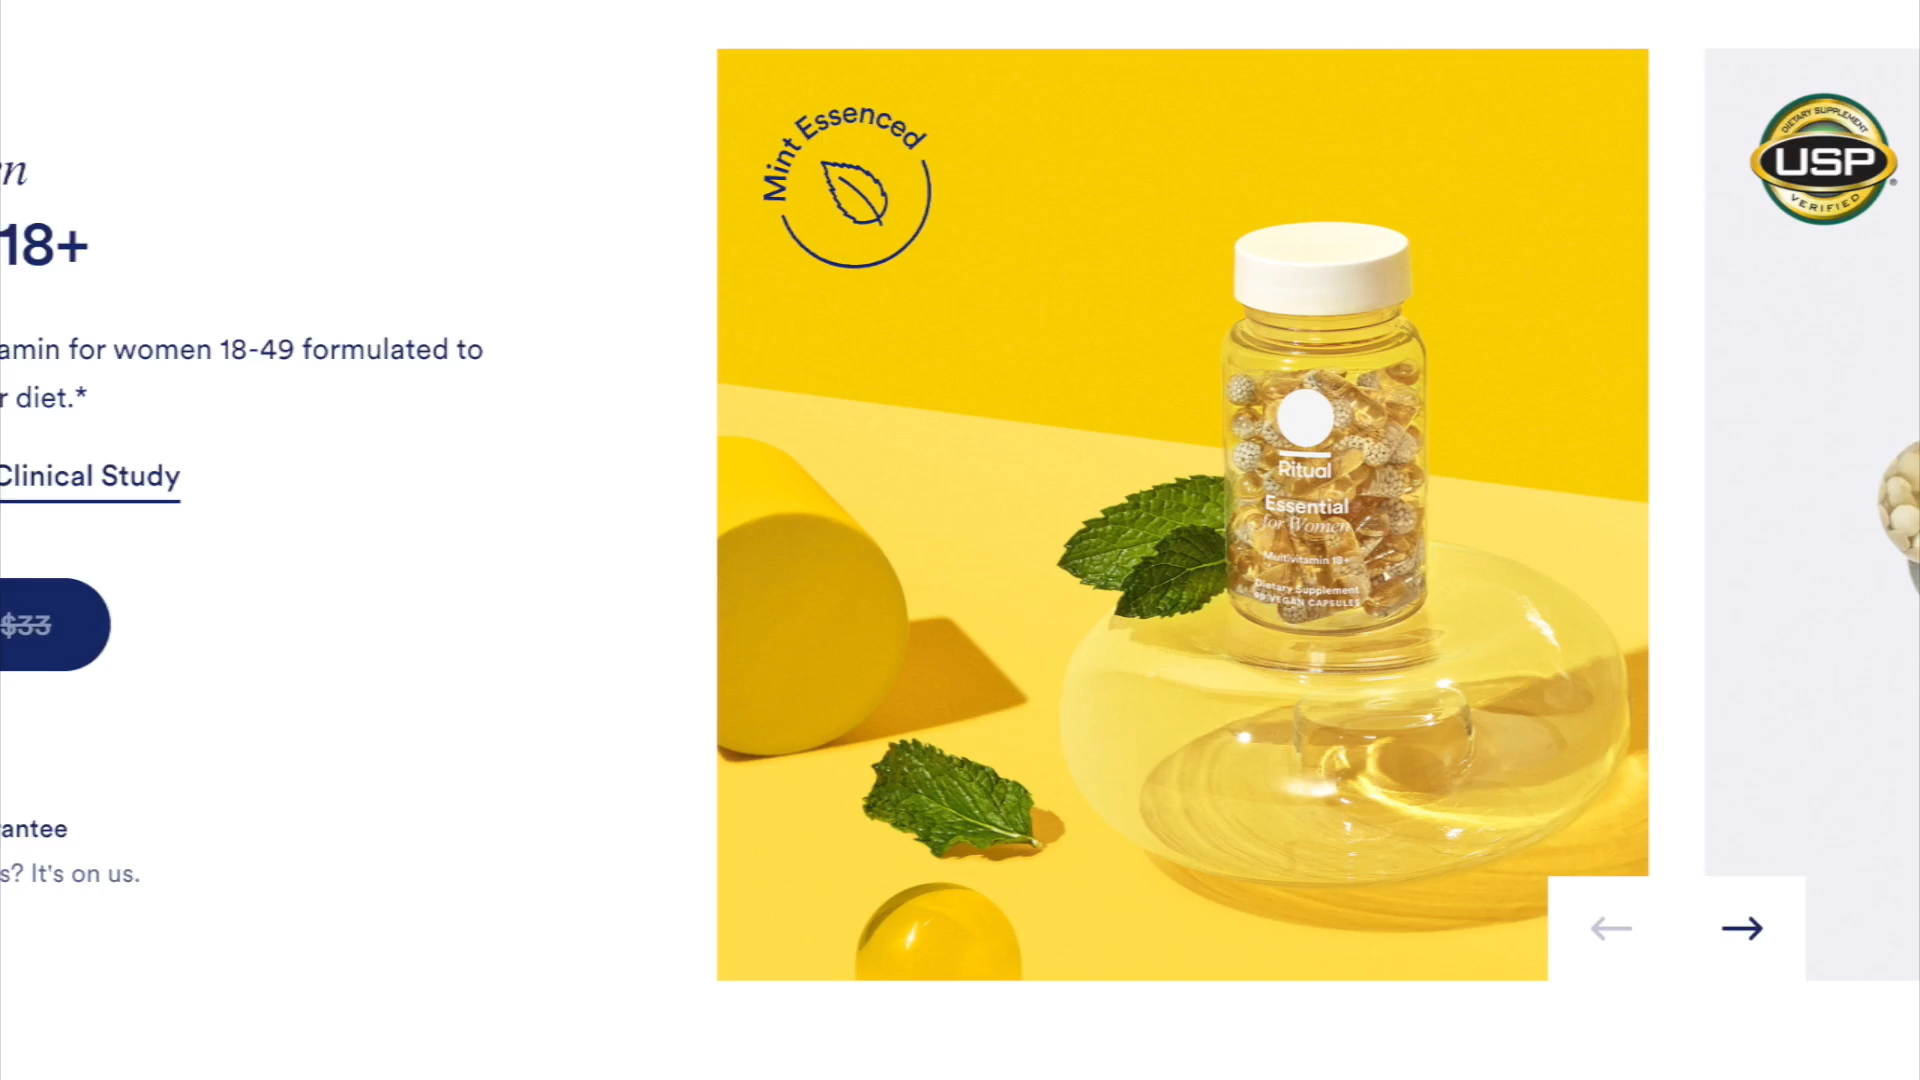 en
18+
amin for women 18-49 formulated to
r diet.*
Clinical Study
$33
antee
s? It's on us.
Mint Essenced
Ritual
Essential
for Women
Multivitamin 18+
Dietary Supplement
VEGAN CAPSULES
DIETARY SUPPLEMENT
USP
®
VERIFIED